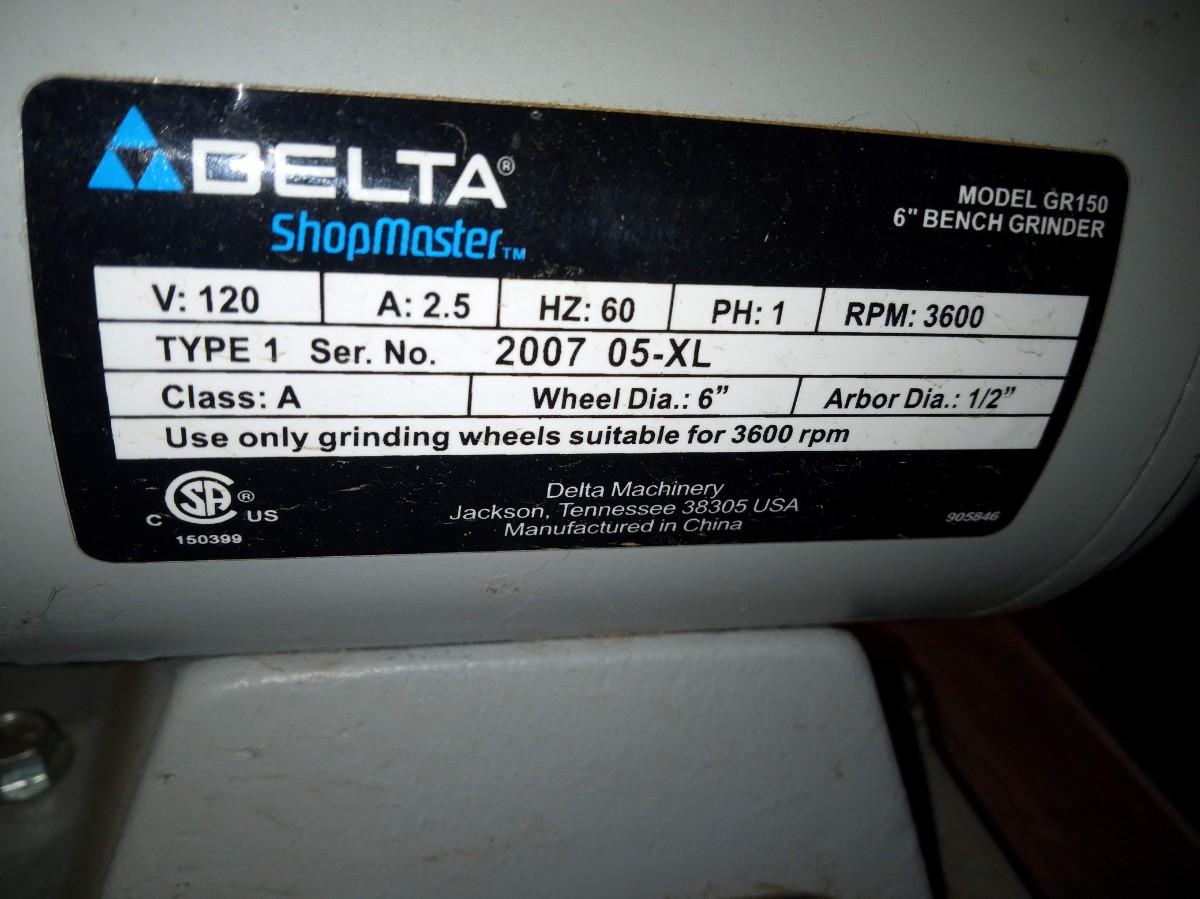 DELTA®
ShopMaster™
MODEL GR150
6" BENCH GRINDER
V: 120 A: 2.5 HZ: 60 PH: 1 RPM: 3600
TYPE 1 Ser. No. 2007 05-XL
Class: A Wheel Dia.: 6” Arbor Dia.: 1/2”
Use only grinding wheels suitable for 3600 rpm
C SA ® US
150399
Delta Machinery
Jackson, Tennessee 38305 USA
Manufactured in China
905846